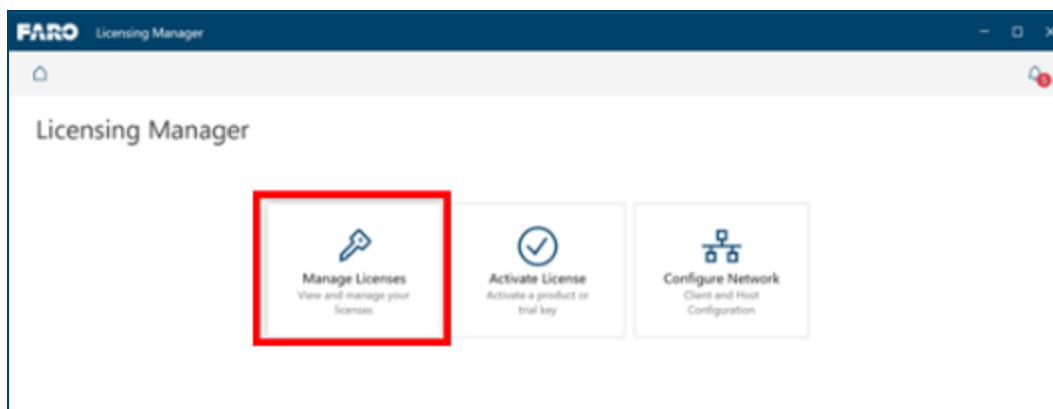 FARO Licensing Manager
5
Licensing Manager
Manage Licenses
View and manage your
licenses
Activate License
Activate a product or
trial key
Configure Network
Client and Host
Configuration